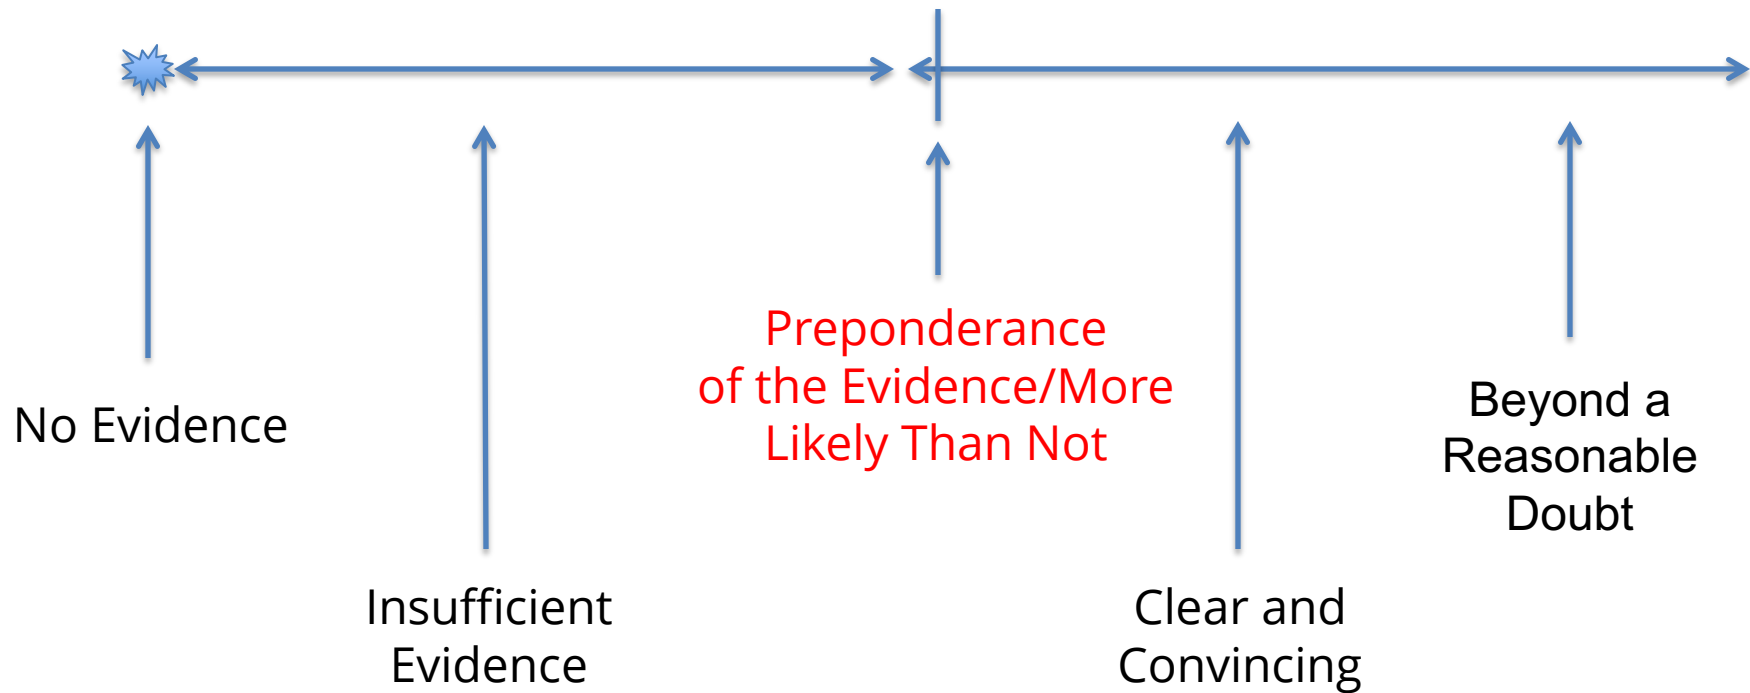 No Evidence
Insufficient
Evidence
Preponderance
of the Evidence/More
Likely Than Not
Clear and
Convincing
Beyond a
Reasonable
Doubt